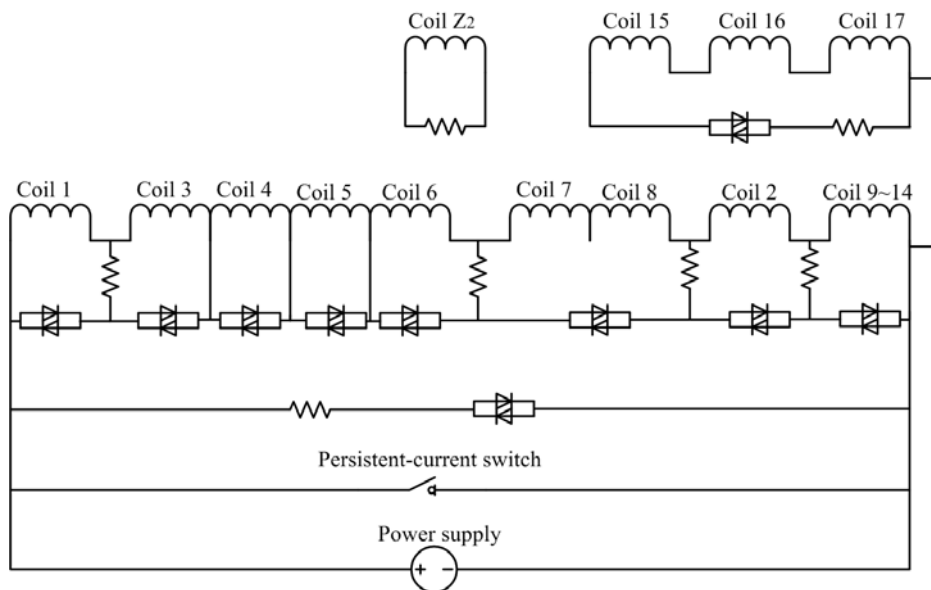 Coil Z2
Coil 15
Coil 16
Coil 17
Coil 1
Coil 3
Coil 4
Coil 5
Coil 6
Coil 7
Coil 8
Coil 2
Coil 9~14
Persistent-current switch
Power supply
+ −